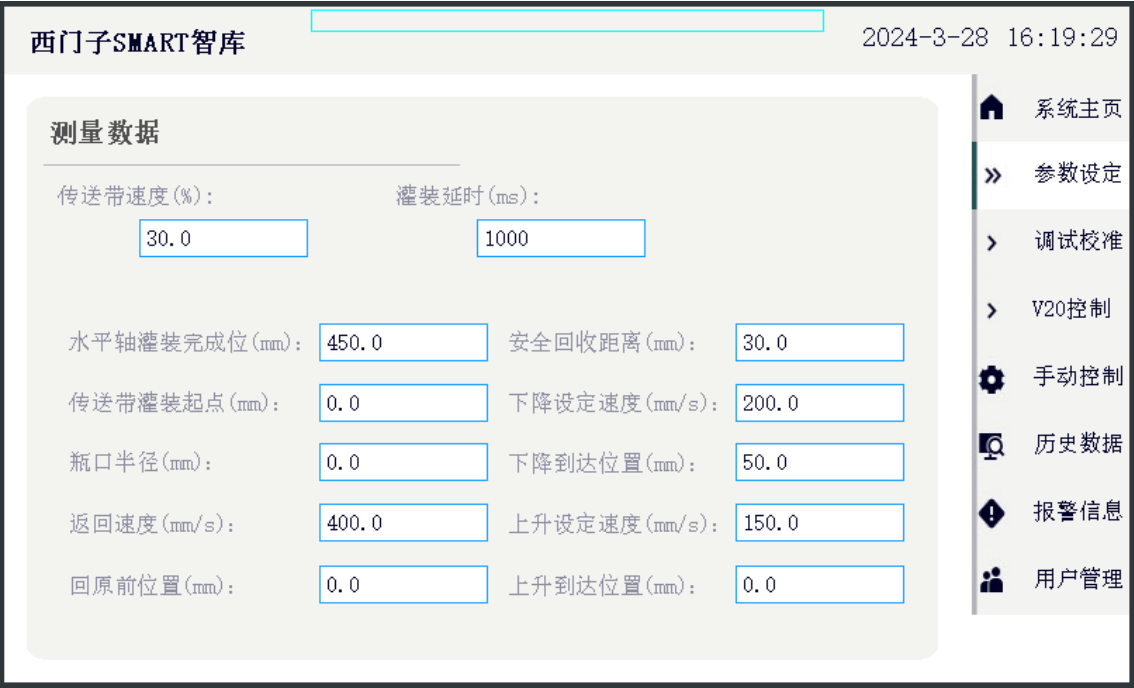 西门子SMART智库
2024-3-28 16:19:29
测量数据
传送带速度(%): 灌装延时(ms):
30.0 1000
水平轴灌装完成位(mm): 450.0 安全回收距离(mm): 30.0
传送带灌装起点(mm): 0.0 下降设定速度(mm/s): 200.0
瓶口半径(mm): 0.0 下降到达位置(mm): 50.0
返回速度(mm/s): 400.0 上升设定速度(mm/s): 150.0
回原前位置(mm): 0.0 上升到达位置(mm): 0.0
系统主页
参数设定
调试校准
V20控制
手动控制
历史数据
报警信息
用户管理